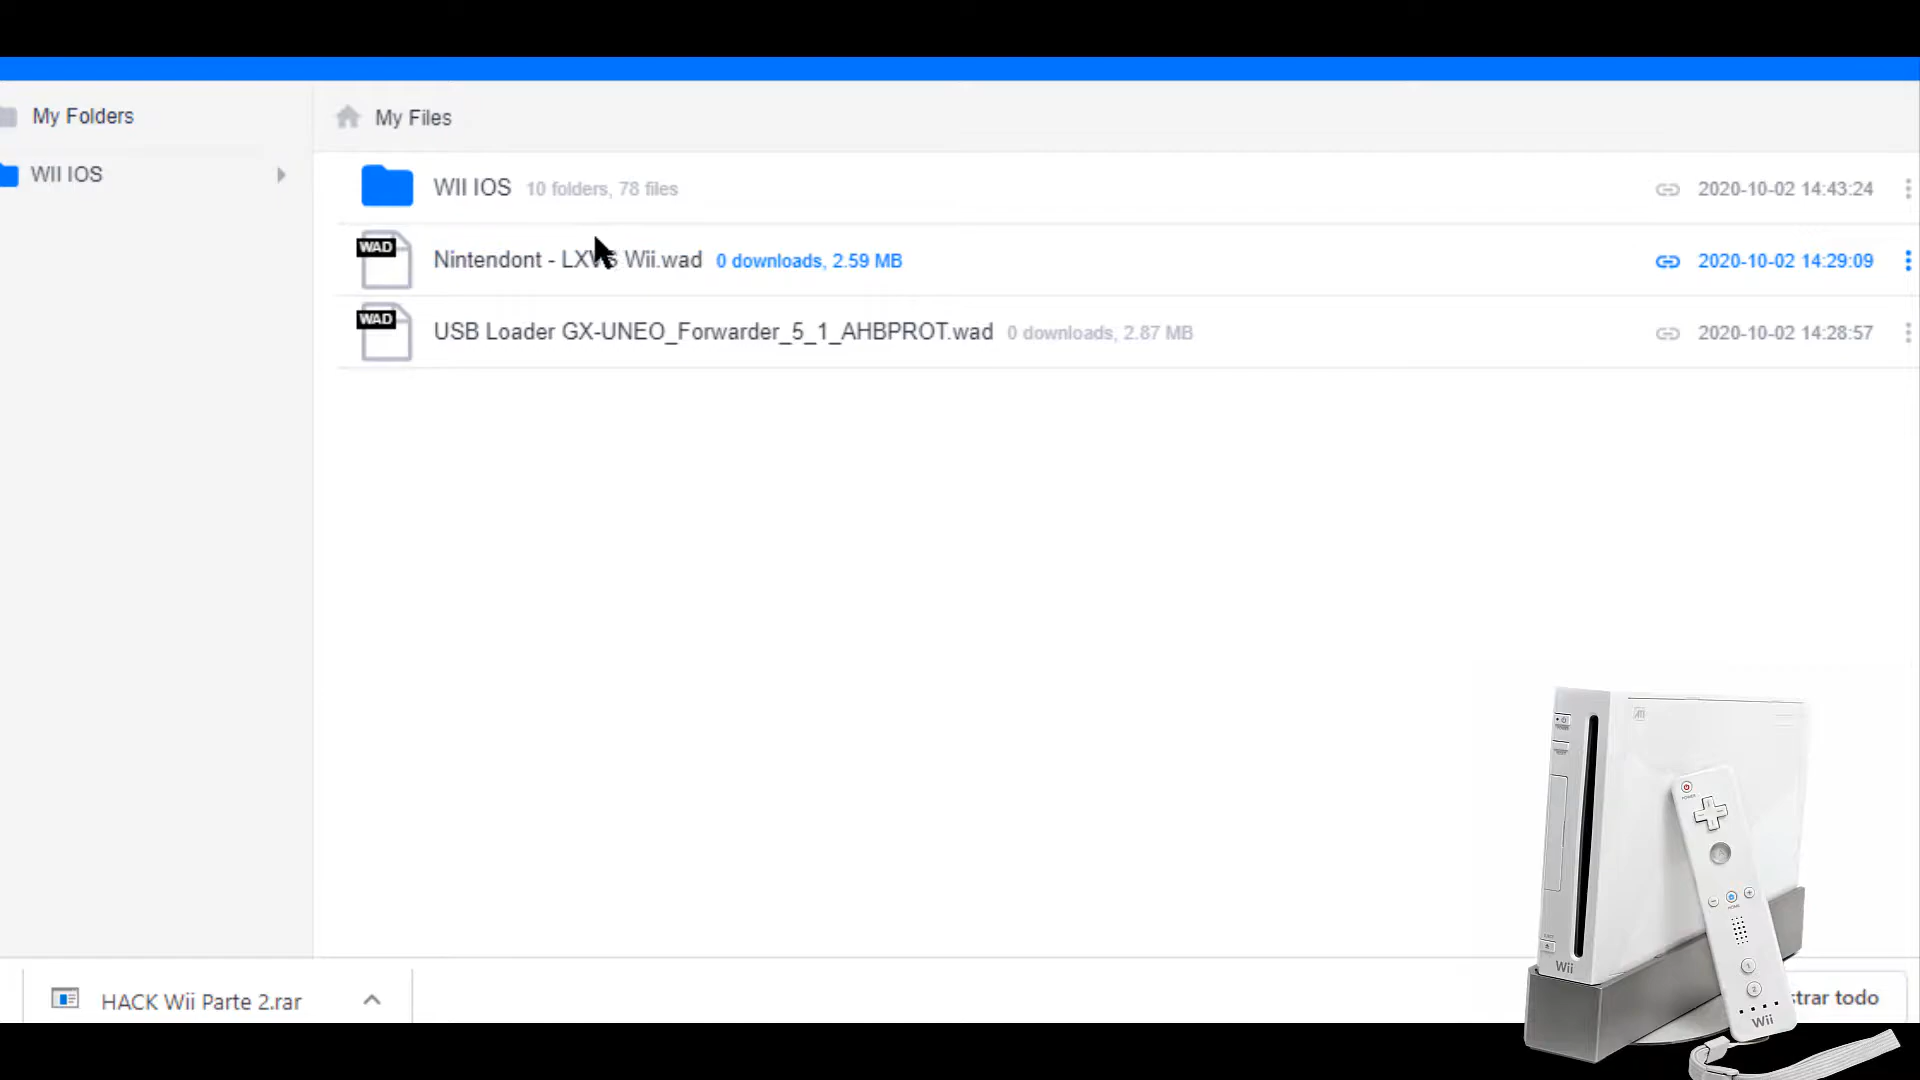 My Folders
My Files
WII IOS
WII IOS 10 folders, 78 files 2020-10-02 14:43:24
WAD
Nintendont - Wii.wad 0 downloads, 2.59 MB 2020-10-02 14:29:09
WAD
USB Loader GX-UNEO_Forwarder_5_1_AHBPROT.wad 0 downloads, 2.87 MB 2020-10-02 14:28:57
HACK Wii Parte 2.rar
strar todo
Wii
Wii